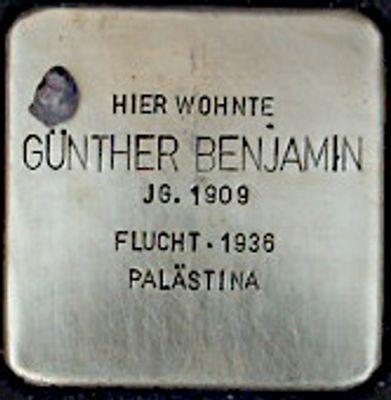 HIER WOHNTE
GÜNTHER BENJAMIN
JG. 1909
FLUCHT · 1936
PALÄSTINA